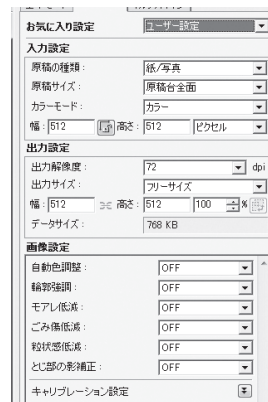 お気に入り設定 ユーザー設定
入力設定
原稿の種類: 紙/写真
原稿サイズ: 原稿台全面
カラーモード: カラー
幅: 512 高さ: 512 ピクセル
出力設定
出力解像度: 72 dpi
出力サイズ: フリーサイズ
幅: 512 高さ: 512 100 %
データサイズ: 768 KB
画像設定
自動色調整: OFF
輪郭強調: OFF
モアレ低減: OFF
ごみ傷低減: OFF
粒状感低減: OFF
とじ部の影補正: OFF
キャリブレーション設定